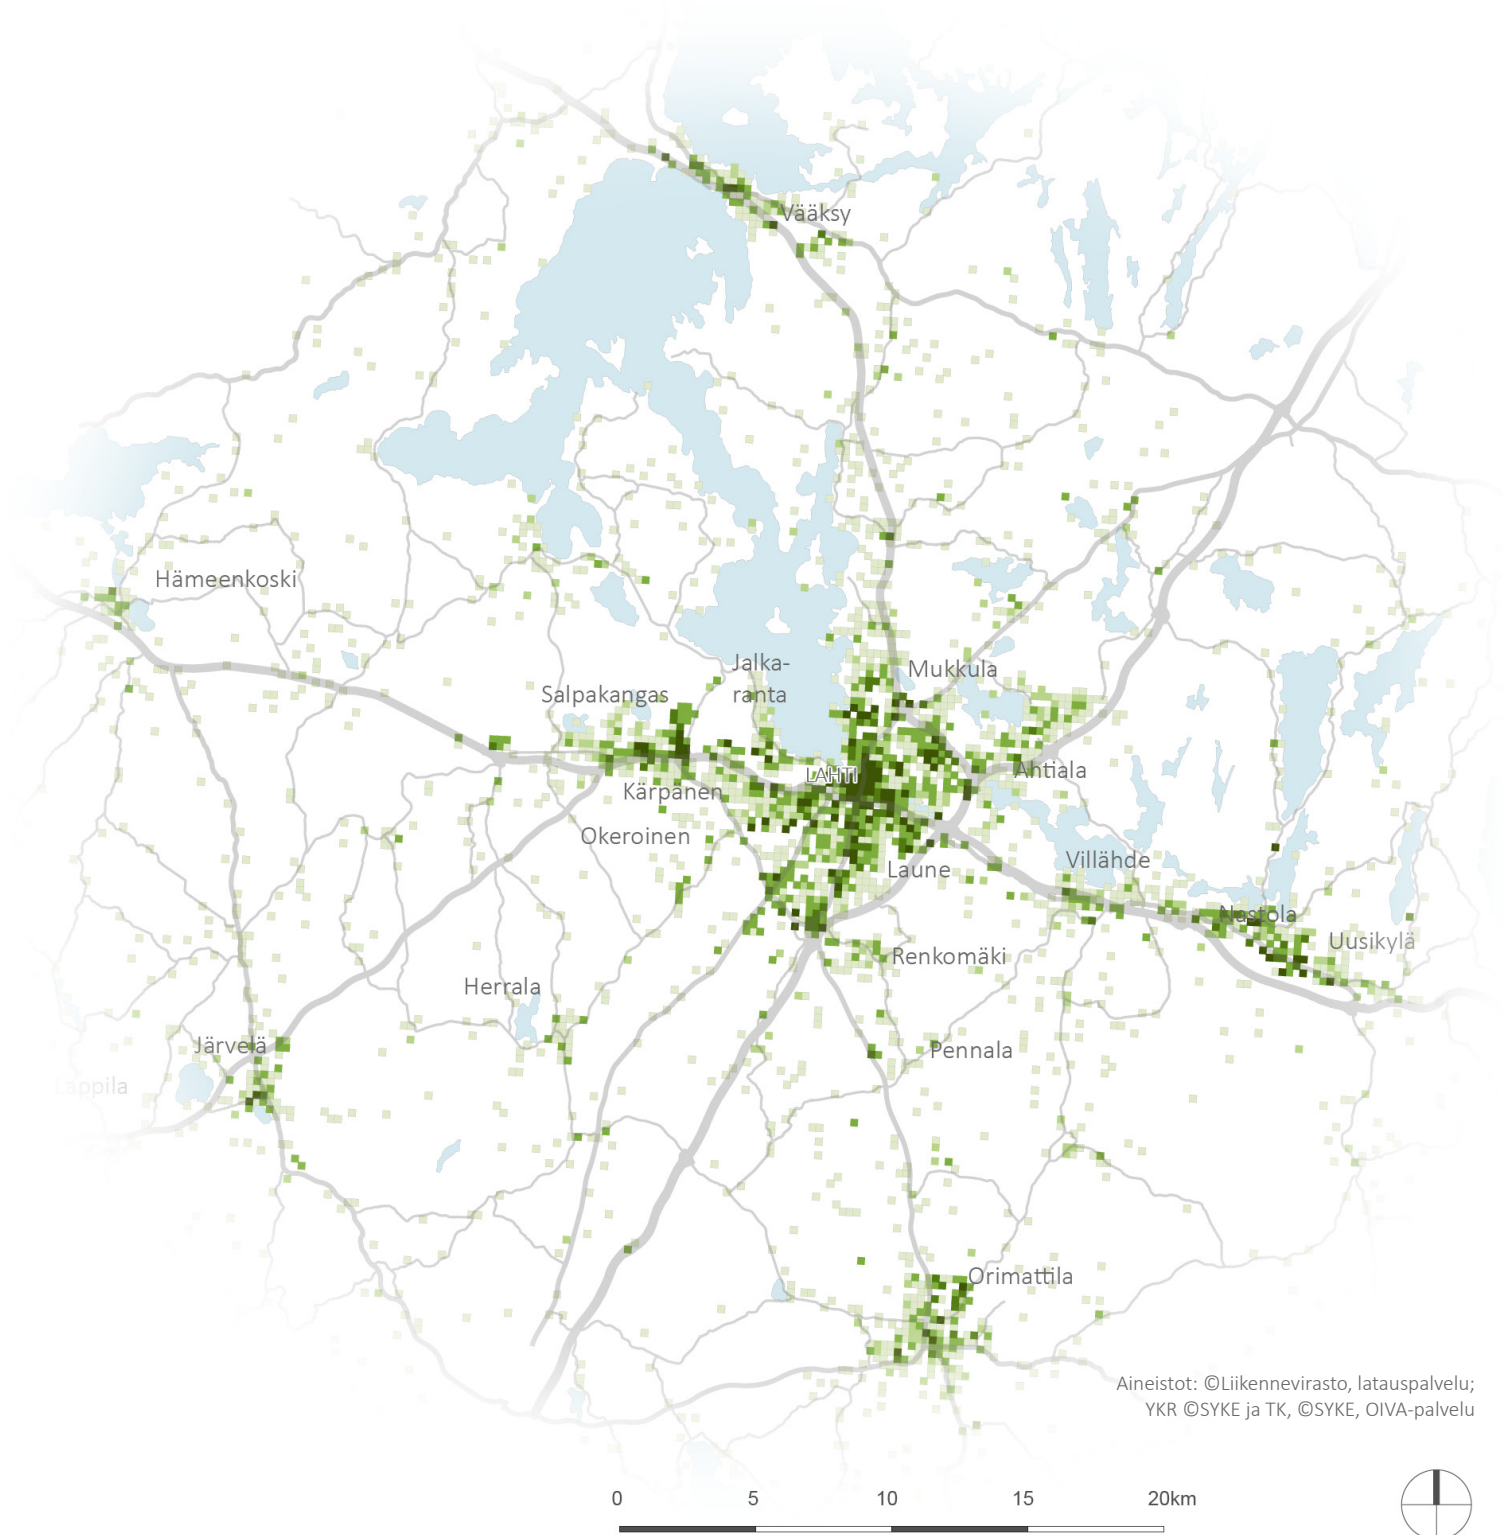 Vääksy
Hämeenkoski
Jalka-
ranta
Mukkula
Salpakangas
LAHTI
Ahtiala
Kärpänen
Okeroinen
Laune
Villähde
Nastola
Uusikylä
Renkomäki
Herrala
Järvelä
Pennala
Lappila
Orimattila
Aineistot: ©Liikennevirasto, latauspalvelu;
YKR ©SYKE ja TK, ©SYKE, OIVA-palvelu
0 5 10 15 20km